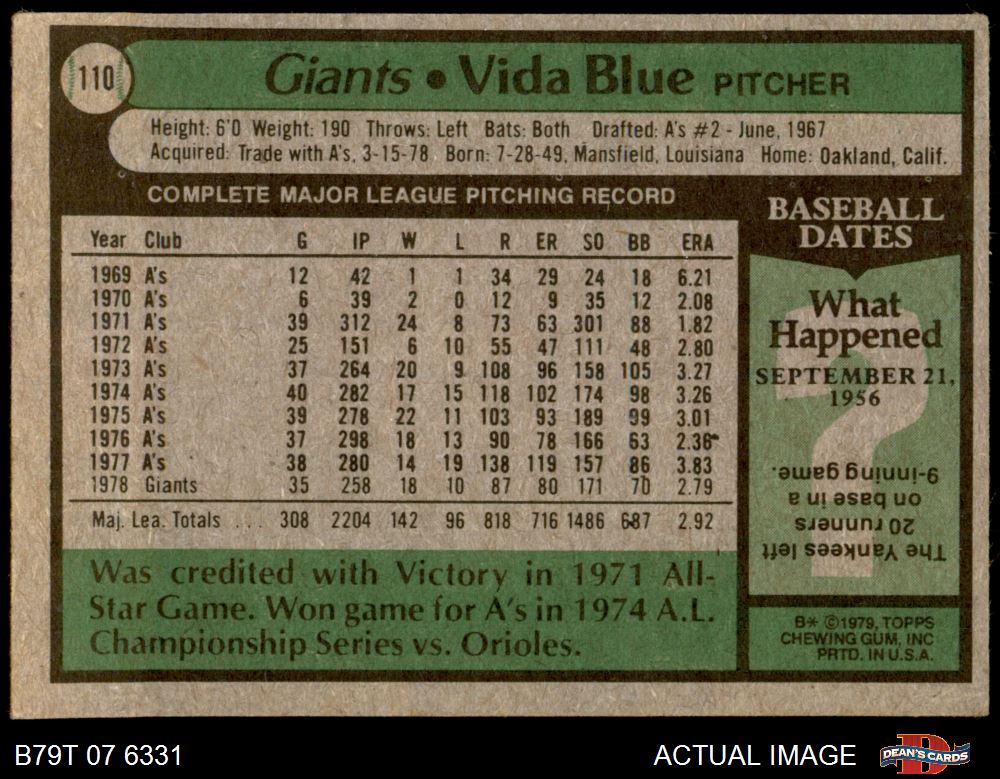 110
Giants • Vida Blue PITCHER
Height: 6'0 Weight: 190 Throws: Left Bats: Both Drafted: A's #2 - June, 1967
Acquired: Trade with A's, 3-15-78 Born: 7-28-49, Mansfield, Louisiana Home: Oakland, Calif.
COMPLETE MAJOR LEAGUE PITCHING RECORD
Year Club G IP W L R ER SO BB ERA
1969 A's 12 42 1 1 34 29 24 18 6.21
1970 A's 6 39 2 0 12 9 35 12 2.08
1971 A's 39 312 24 8 73 63 301 88 1.82
1972 A's 25 151 6 10 55 47 111 48 2.80
1973 A's 37 264 20 9 108 96 158 105 3.27
1974 A's 40 282 17 15 118 102 174 98 3.26
1975 A's 39 278 22 11 103 93 189 99 3.01
1976 A's 37 298 18 13 90 78 166 63 2.36
1977 A's 38 280 14 19 138 119 157 86 3.83
1978 Giants 35 258 18 10 87 80 171 70 2.79
Maj. Lea. Totals ... 308 2204 142 96 818 716 1486 687 2.92
Was credited with Victory in 1971 All-
Star Game. Won game for A's in 1974 A.L.
Championship Series vs. Orioles.
BASEBALL
DATES
What
Happened
SEPTEMBER 21,
1956
The Yankees left
20 runners
on base in a
9-inning game.
B* ©1979, TOPPS
CHEWING GUM, INC
PRTD. IN U.S.A.
B79T 07 6331
ACTUAL IMAGE
DEAN'S CARDS